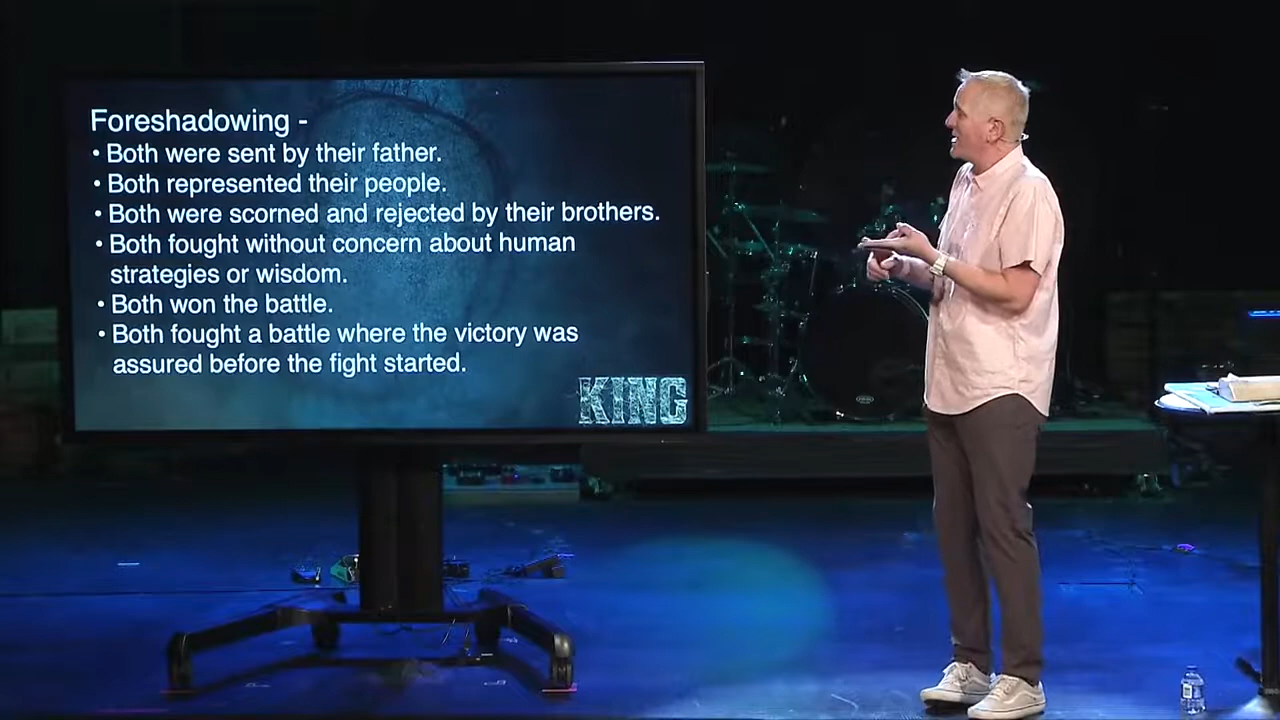 Foreshadowing -
• Both were sent by their father.
• Both represented their people.
• Both were scorned and rejected by their brothers.
• Both fought without concern about human
strategies or wisdom.
• Both won the battle.
• Both fought a battle where the victory was
assured before the fight started.
KING